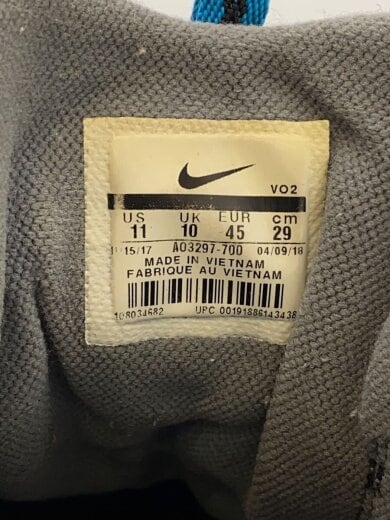 VO2
US UK EUR cm
11 10 45 29
15/17 AO3297-700 04/09/18
MADE IN VIETNAM
FABRIQUE AU VIETNAM
108034682 UPC 00191886143438